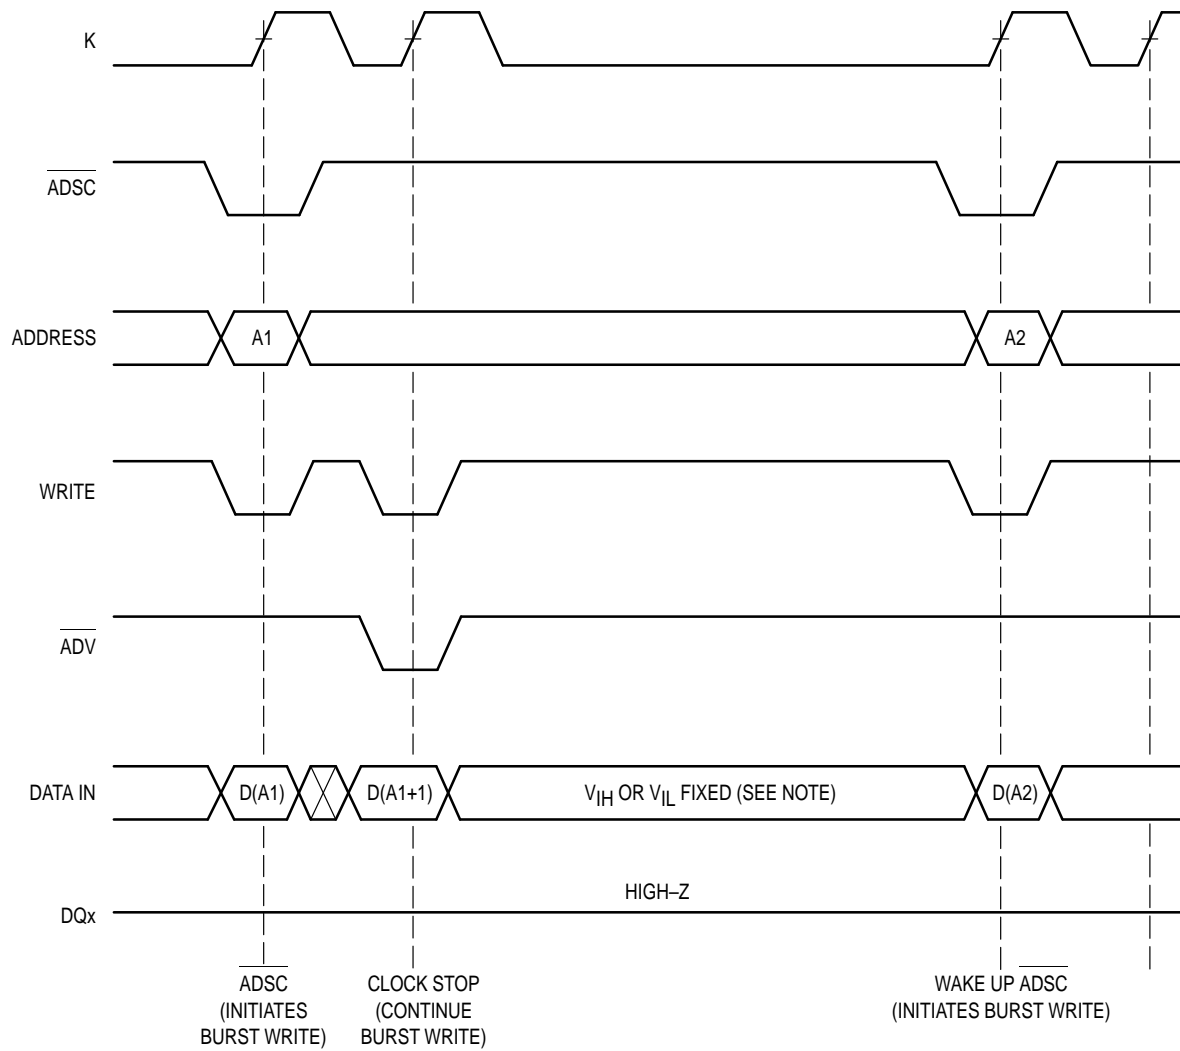 K
ADSC
ADDRESS
A1
A2
WRITE
ADV
DATA IN
D(A1)
D(A1+1)
VIH OR VIL FIXED (SEE NOTE)
D(A2)
HIGH–Z
DQx
ADSC
(INITIATES
BURST WRITE)
CLOCK STOP
(CONTINUE
BURST WRITE)
WAKE UP ADSC
(INITIATES BURST WRITE)